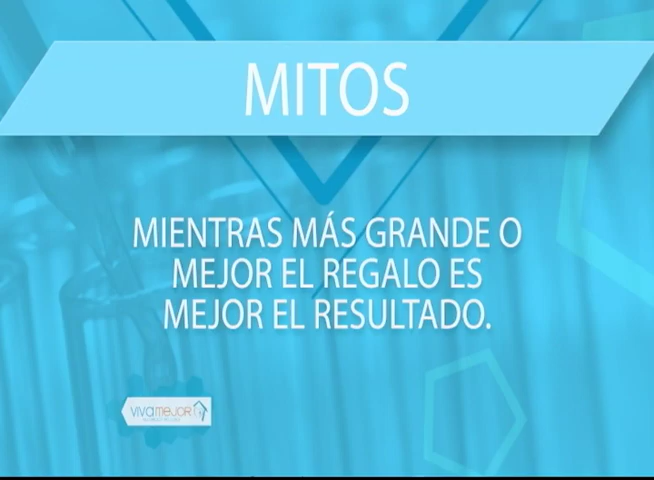 MITOS
MIENTRAS MÁS GRANDE O
MEJOR EL REGALO ES
MEJOR EL RESULTADO.
vivamejor